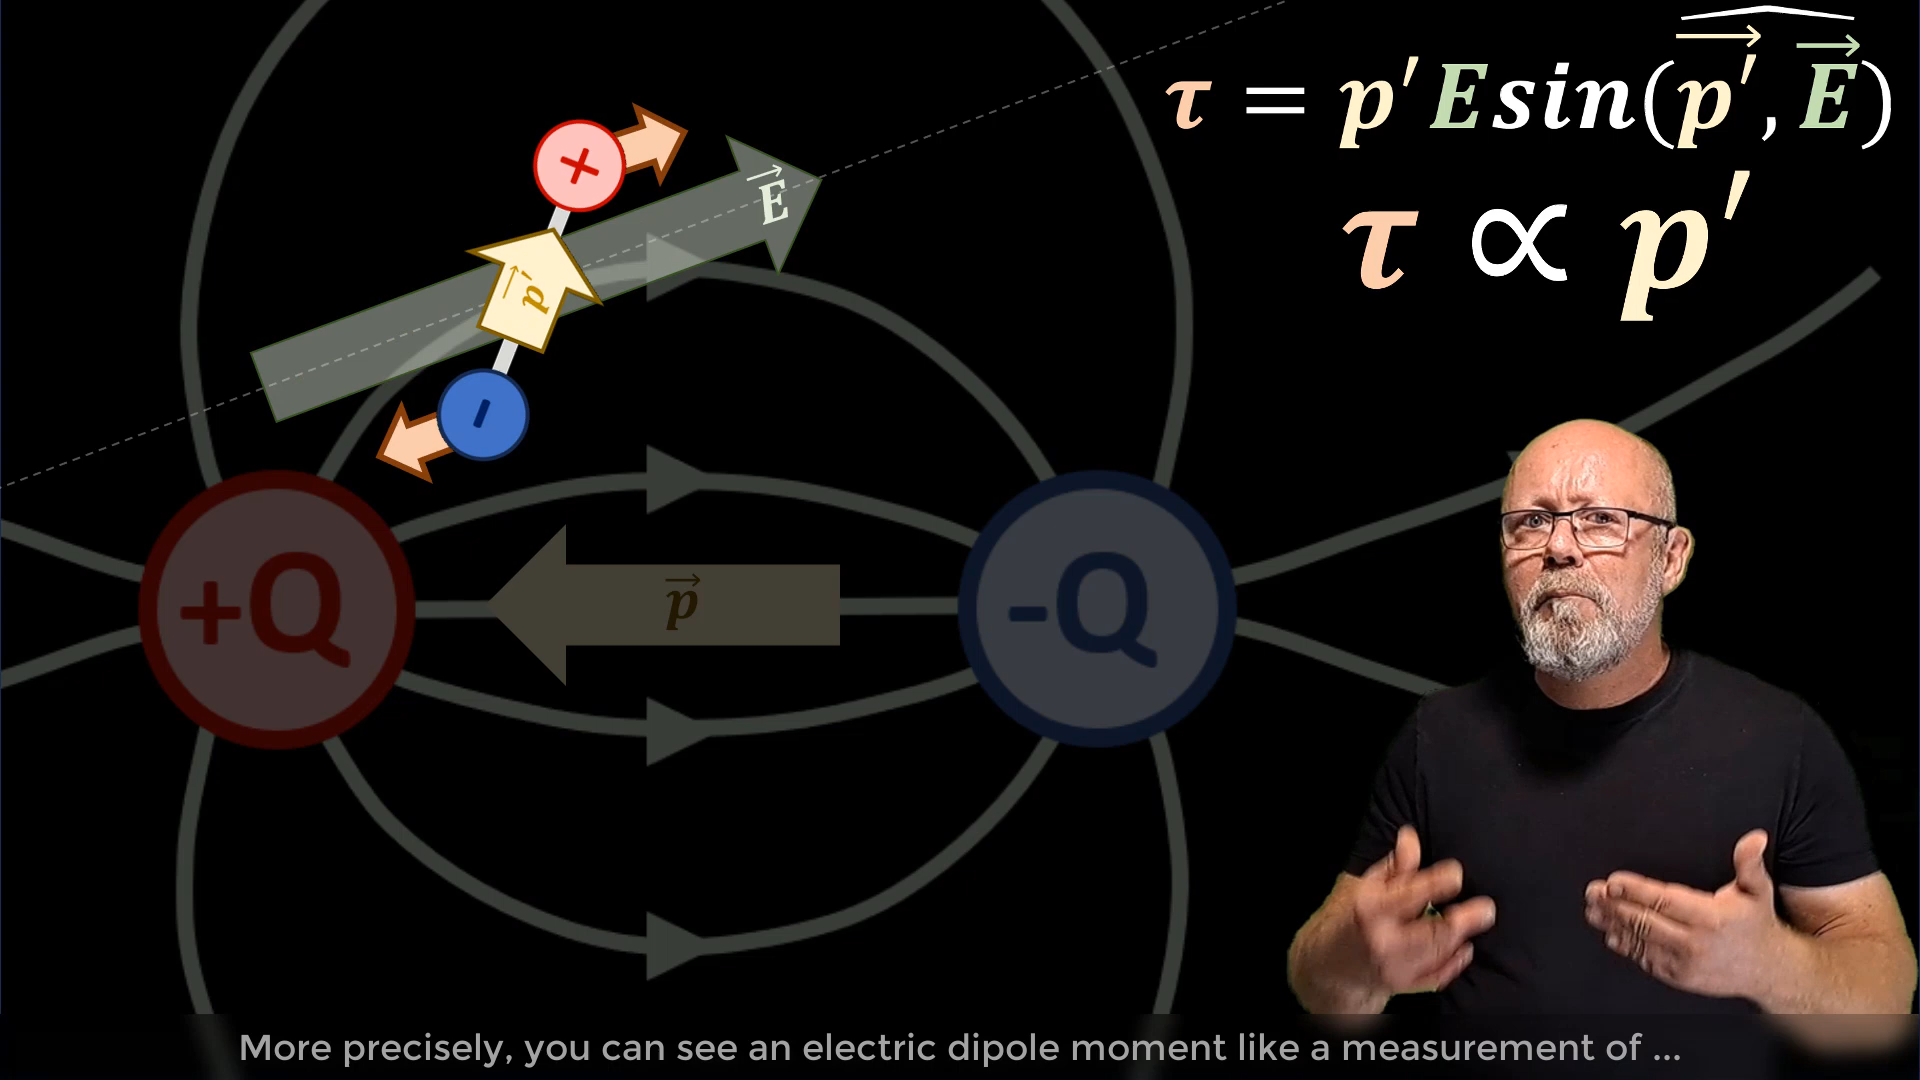 τ = p′Esin(p′⃗, E⃗)
τ ∝ p′
+
E⃗
p′⃗
-
+Q
p⃗
-Q
More precisely, you can see an electric dipole moment like a measurement of ...